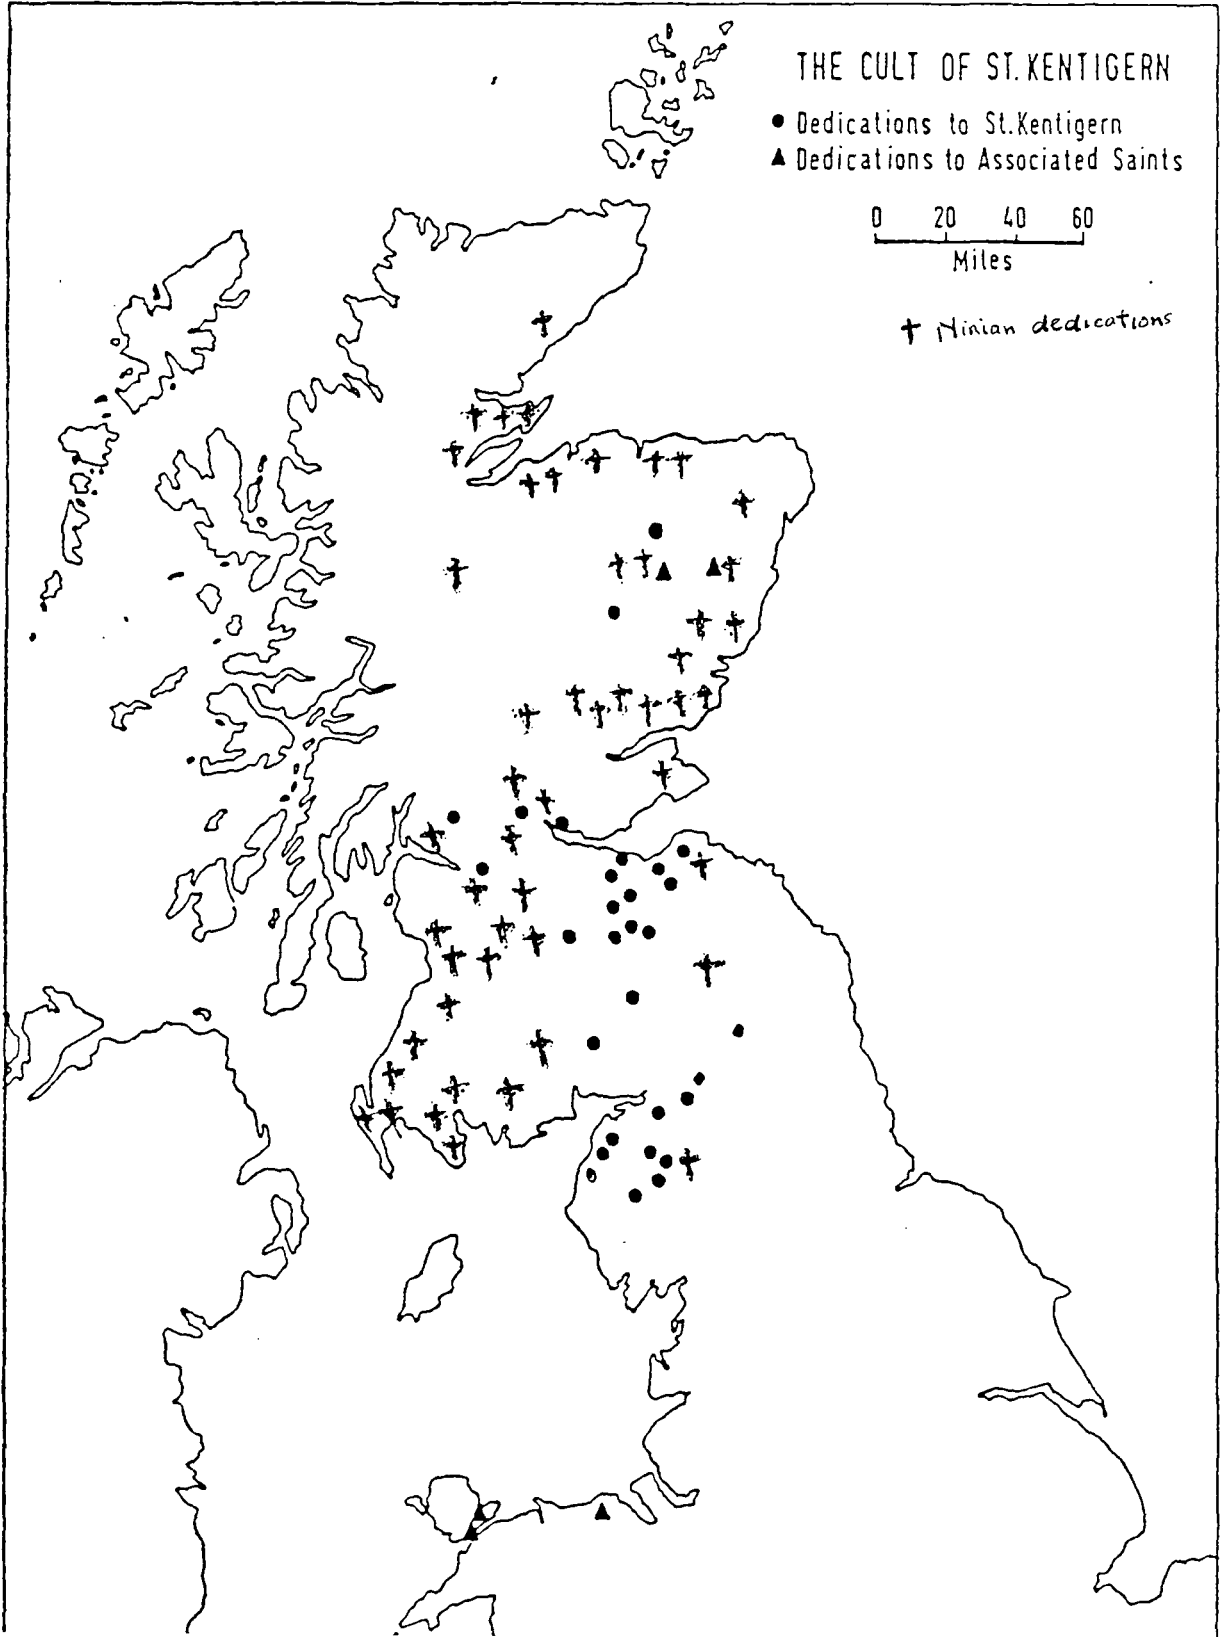 THE CULT OF ST.KENTIGERN
● Dedications to St.Kentigern
▲ Dedications to Associated Saints
0 20 40 60
Miles
† Ninian dedications